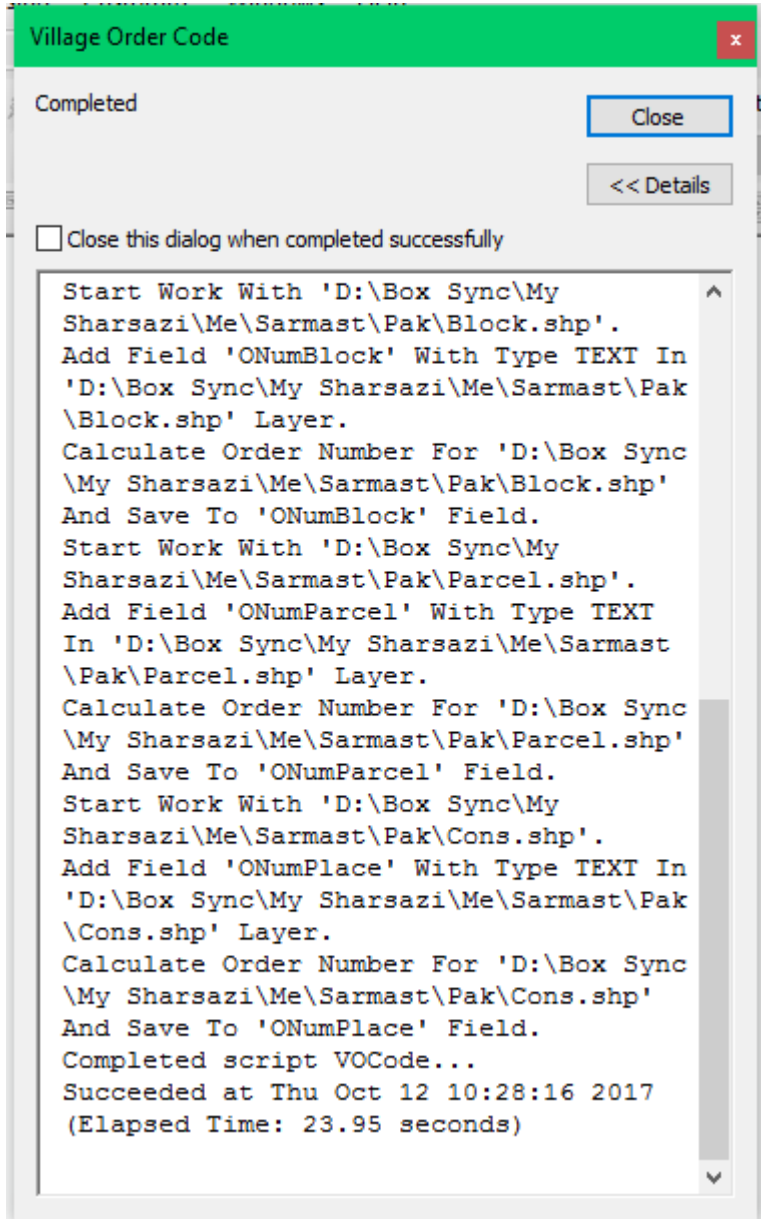 Village Order Code
x
Completed
Close
<< Details
Close this dialog when completed successfully
Start Work With 'D:\Box Sync\My
Sharsazi\Me\Sarmast\Pak\Block.shp'.
Add Field 'ONumBlock' With Type TEXT In
'D:\Box Sync\My Sharsazi\Me\Sarmast\Pak
\Block.shp' Layer.
Calculate Order Number For 'D:\Box Sync
\My Sharsazi\Me\Sarmast\Pak\Block.shp'
And Save To 'ONumBlock' Field.
Start Work With 'D:\Box Sync\My
Sharsazi\Me\Sarmast\Pak\Parcel.shp'.
Add Field 'ONumParcel' With Type TEXT
In 'D:\Box Sync\My Sharsazi\Me\Sarmast
\Pak\Parcel.shp' Layer.
Calculate Order Number For 'D:\Box Sync
\My Sharsazi\Me\Sarmast\Pak\Parcel.shp'
And Save To 'ONumParcel' Field.
Start Work With 'D:\Box Sync\My
Sharsazi\Me\Sarmast\Pak\Cons.shp'.
Add Field 'ONumPlace' With Type TEXT In
'D:\Box Sync\My Sharsazi\Me\Sarmast\Pak
\Cons.shp' Layer.
Calculate Order Number For 'D:\Box Sync
\My Sharsazi\Me\Sarmast\Pak\Cons.shp'
And Save To 'ONumPlace' Field.
Completed script VOCode...
Succeeded at Thu Oct 12 10:28:16 2017
(Elapsed Time: 23.95 seconds)